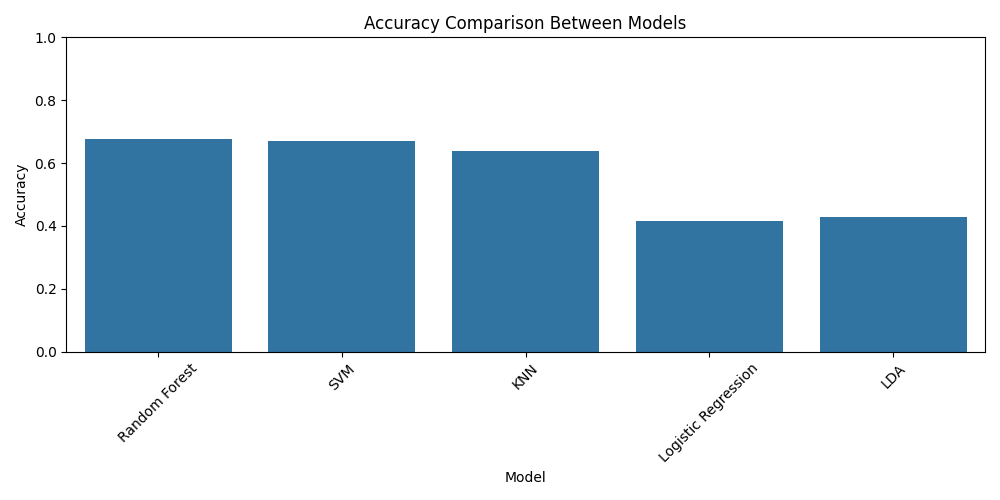 Accuracy Comparison Between Models
1.0
0.8
0.6
0.4
0.2
0.0
Accuracy
Random Forest
SVM
KNN
Logistic Regression
LDA
Model